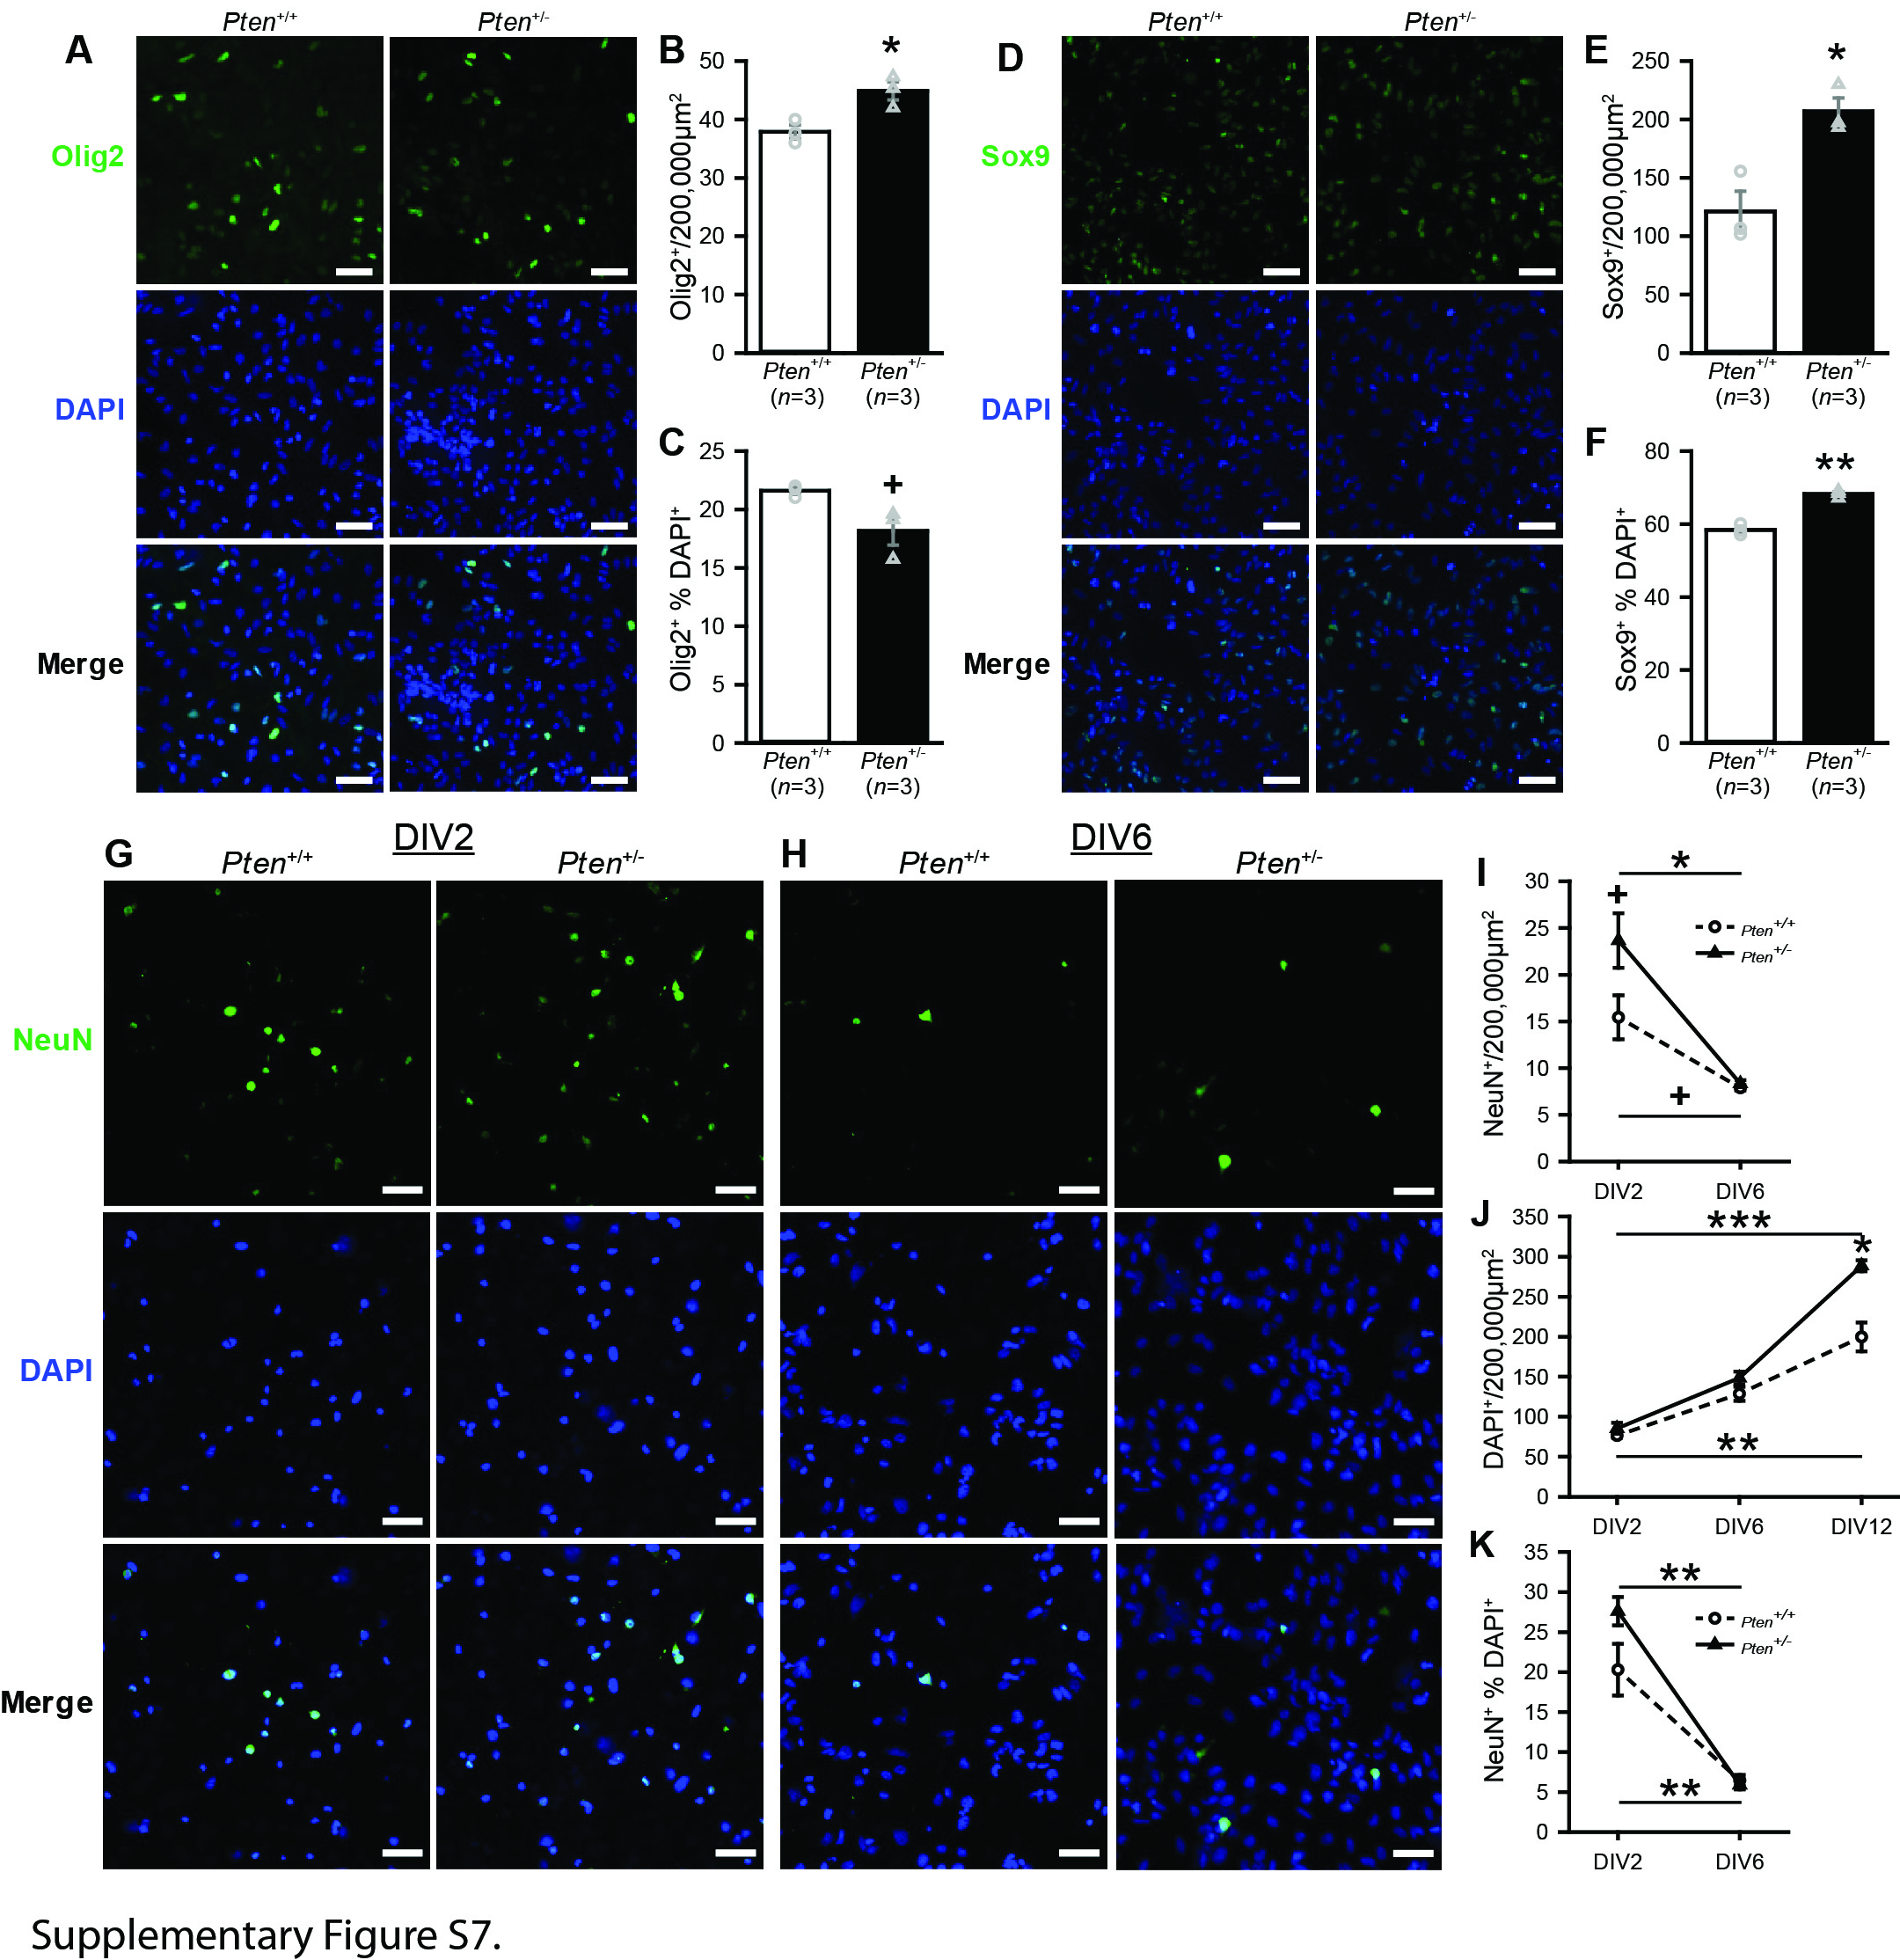 A
Pten+/+
Pten+/-
Olig2
DAPI
Merge
B
Olig2+/200,000µm2
50
40
30
20
10
0
*
Pten+/+
(n=3)
Pten+/-
(n=3)
C
Olig2+ % DAPI+
25
20
15
10
5
0
+
Pten+/+
(n=3)
Pten+/-
(n=3)
D
Pten+/+
Pten+/-
Sox9
DAPI
Merge
E
Sox9+/200,000µm2
250
200
150
100
50
0
*
Pten+/+
(n=3)
Pten+/-
(n=3)
F
Sox9+ % DAPI+
80
60
40
20
0
**
Pten+/+
(n=3)
Pten+/-
(n=3)
G
DIV2
Pten+/+
Pten+/-
NeuN
DAPI
Merge
H
DIV6
Pten+/+
Pten+/-
I
NeuN+/200,000µm2
30
25
20
15
10
5
0
*
+
+
Pten+/+
Pten+/-
DIV2
DIV6
J
DAPI+/200,000µm2
350
300
250
200
150
100
50
0
***
*
**
DIV2
DIV6
DIV12
K
NeuN+ % DAPI+
35
30
25
20
15
10
5
0
**
**
Pten+/+
Pten+/-
DIV2
DIV6
Supplementary Figure S7.